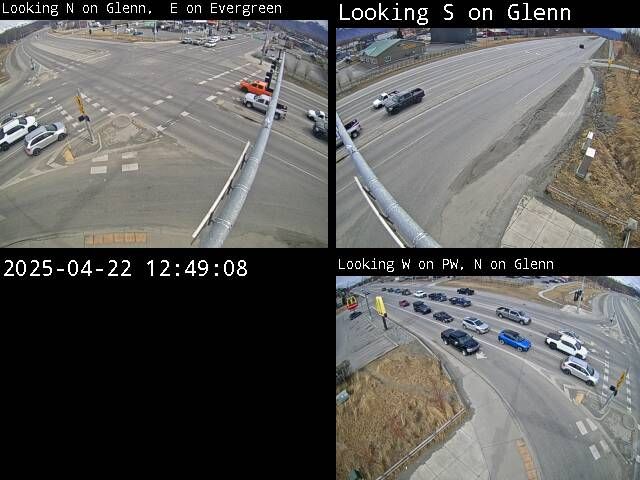 Looking N on Glenn,  E on Evergreen
Looking S on Glenn
2025-04-22 12:49:08
Looking W on PW, N on Glenn